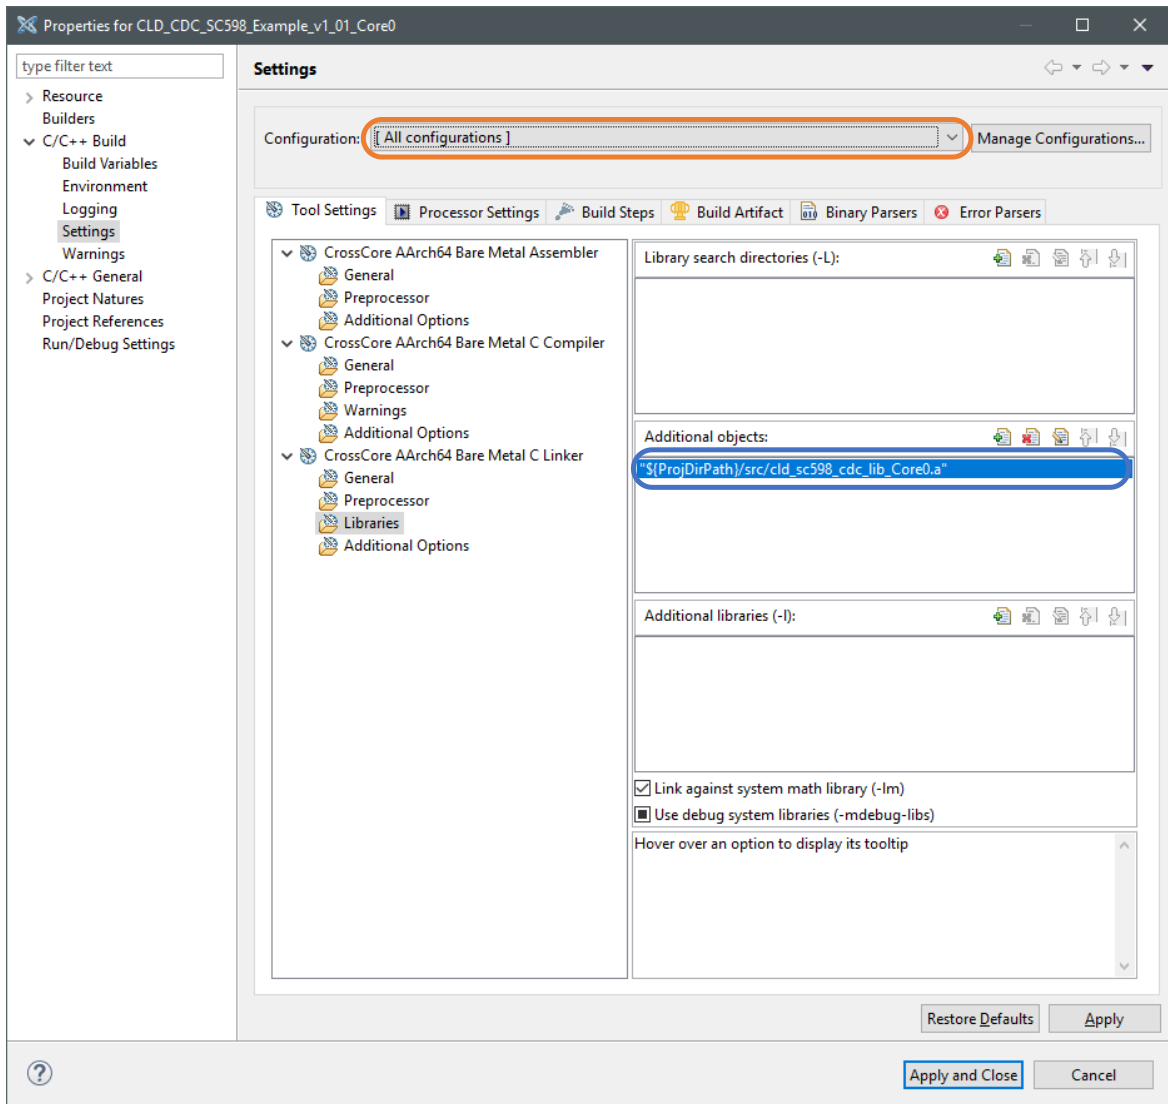 Properties for CLD_CDC_SC598_Example_v1_01_Core0
type filter text
Resource
Builders
C/C++ Build
Build Variables
Environment
Logging
Settings
Warnings
C/C++ General
Project Natures
Project References
Run/Debug Settings
Settings
Configuration: [ All configurations ] Manage Configurations...
Tool Settings Processor Settings Build Steps Build Artifact Binary Parsers Error Parsers
CrossCore AArch64 Bare Metal Assembler
General
Preprocessor
Additional Options
CrossCore AArch64 Bare Metal C Compiler
General
Preprocessor
Warnings
Additional Options
CrossCore AArch64 Bare Metal C Linker
General
Preprocessor
Libraries
Additional Options
Library search directories (-L):
Additional objects:
"${ProjDirPath}/src/cld_sc598_cdc_lib_Core0.a"
Additional libraries (-l):
Link against system math library (-lm)
Use debug system libraries (-mdebug-libs)
Hover over an option to display its tooltip
Restore Defaults Apply
? Apply and Close Cancel